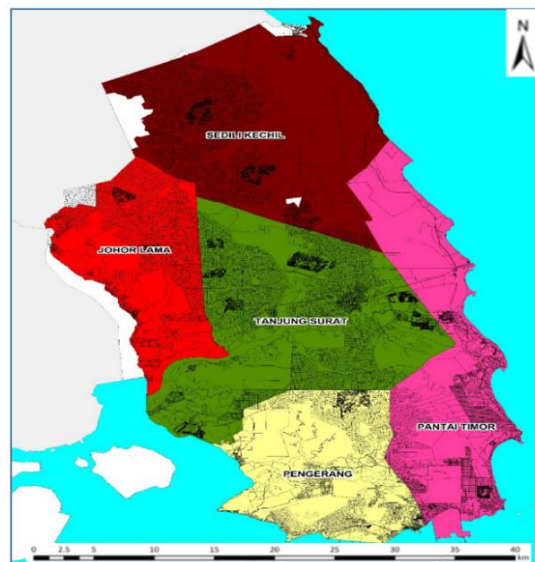 N
SEDILI KECHIL
JOHOR LAMA
TANJUNG SURAT
PANTAI TIMOR
PENGERANG
0 2.5 5 10 15 20 25 30 35 40
km